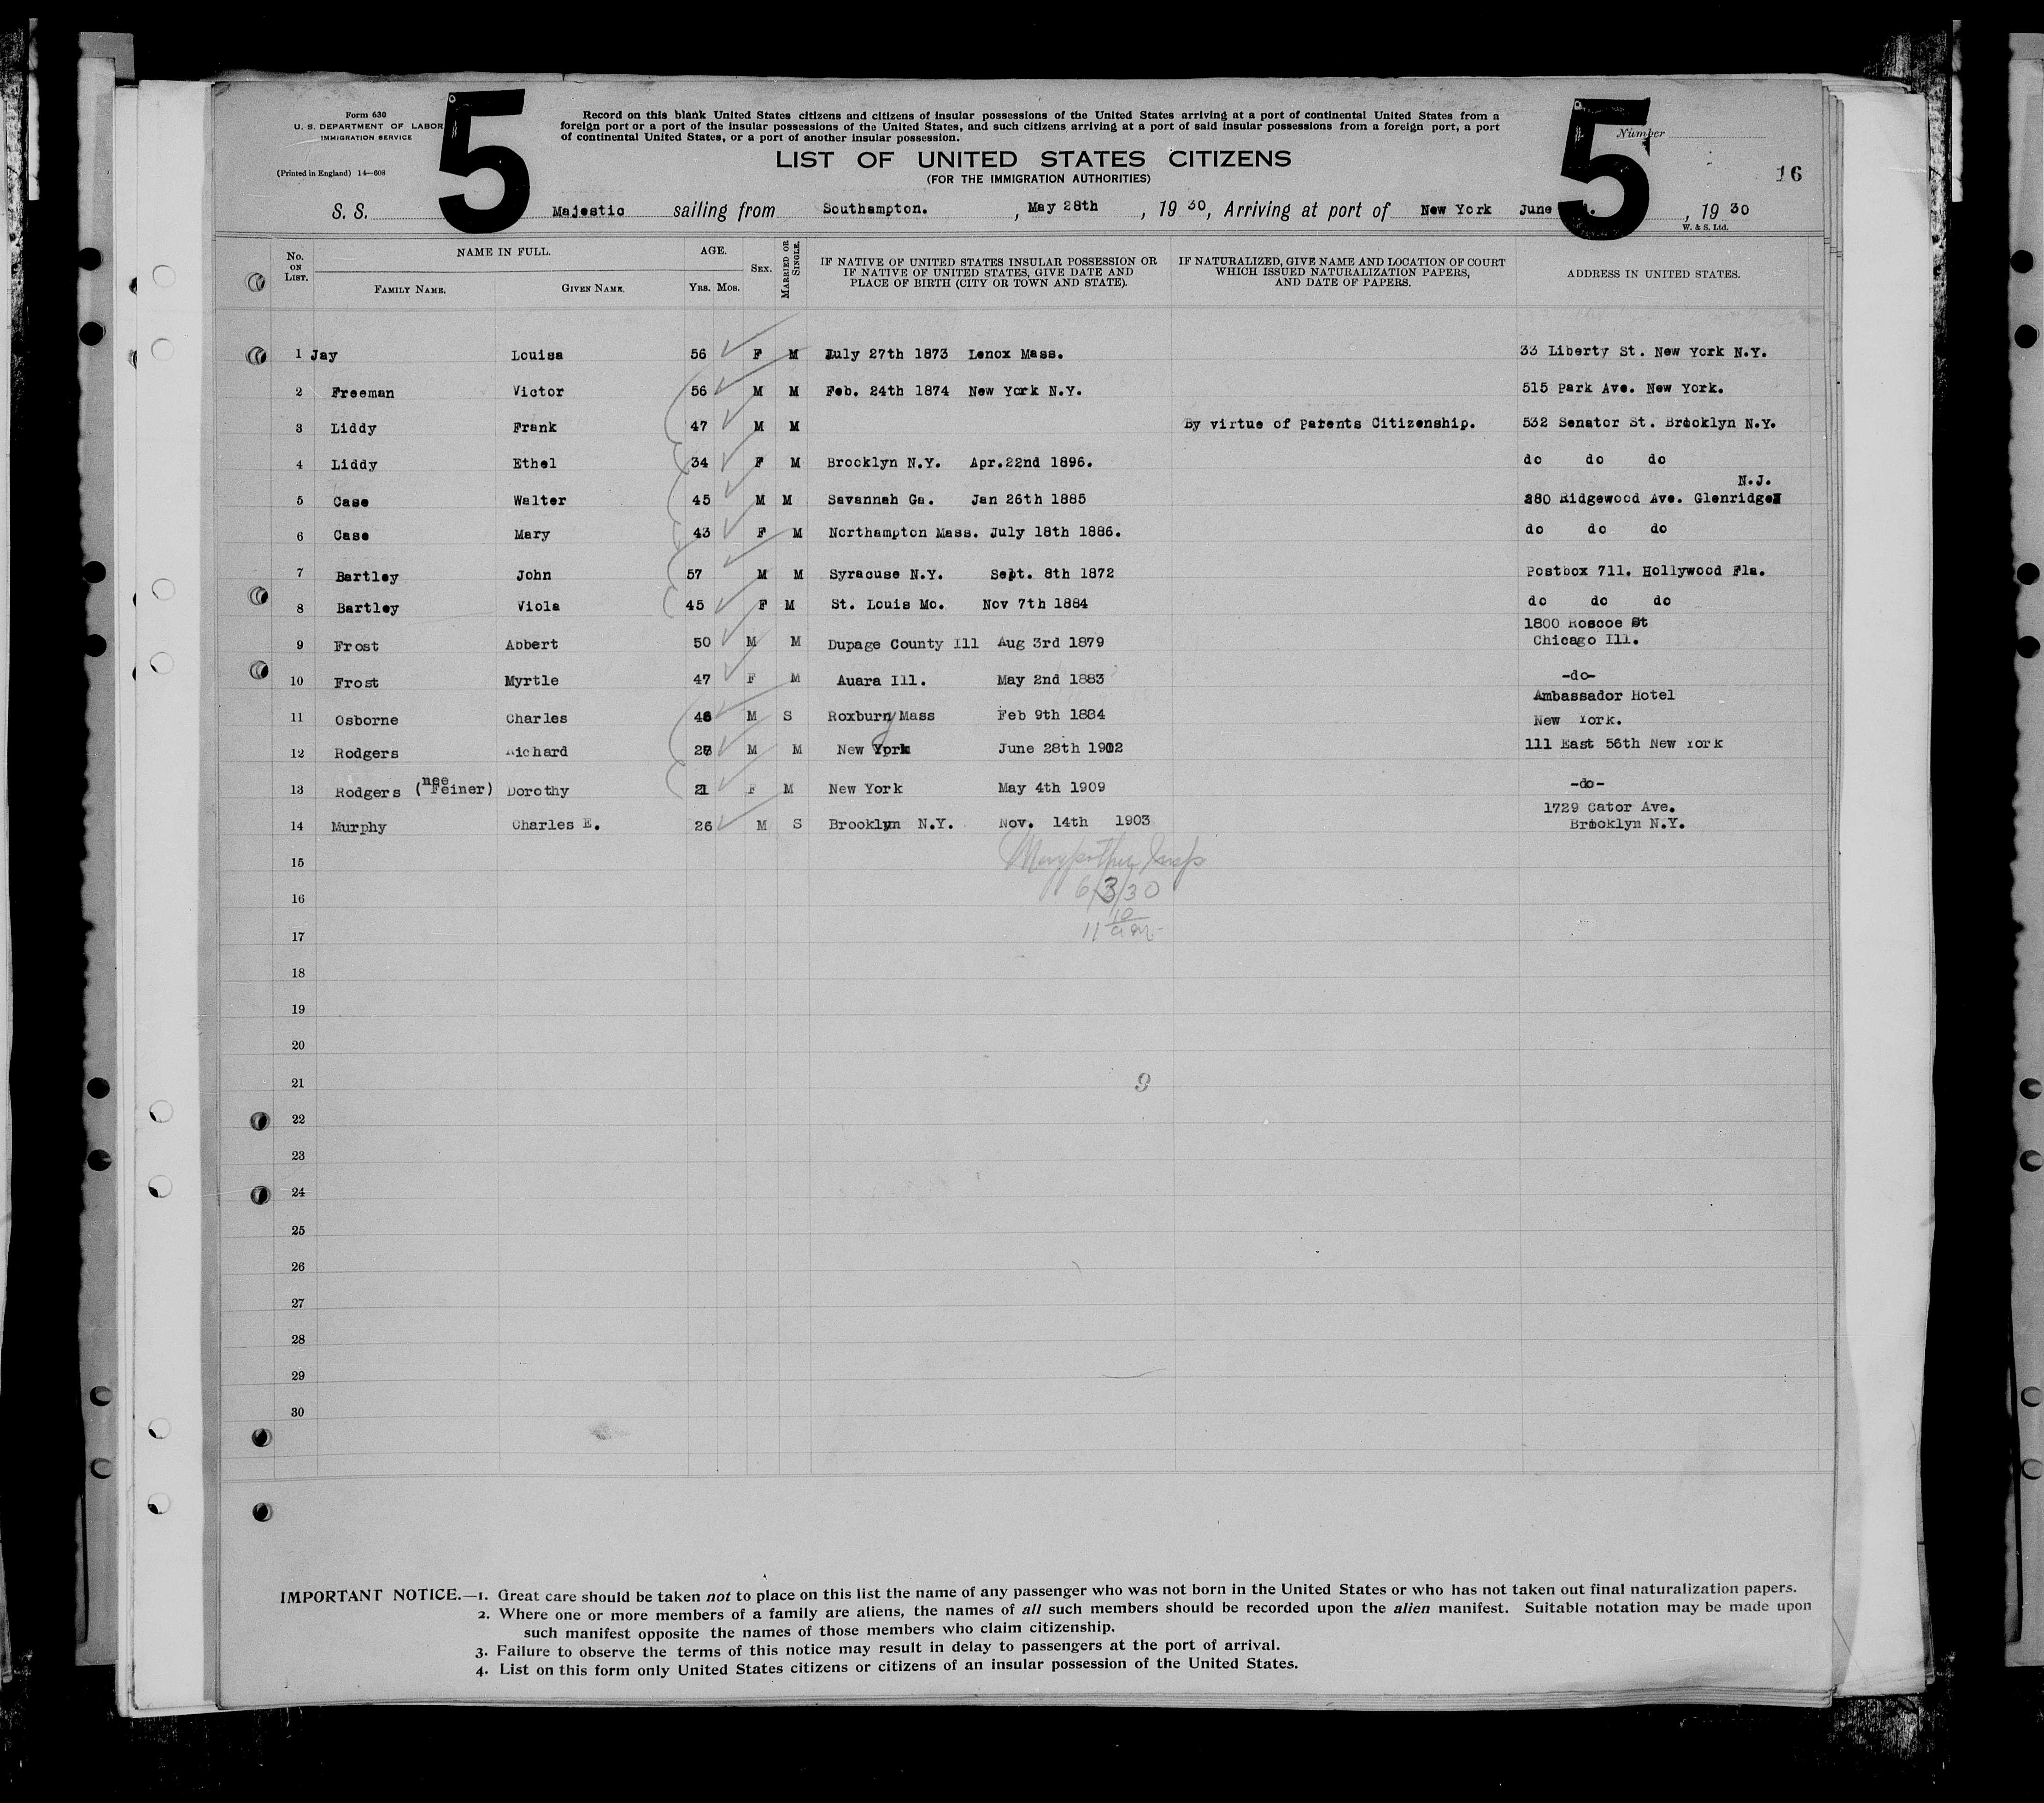 Form 630
U. S. DEPARTMENT OF LABOR
IMMIGRATION SERVICE
(Printed in England) 14—608
5
Record on this blank United States citizens and citizens of insular possessions of the United States arriving at a port of continental United States from a
foreign port or a port of the insular possessions of the United States, and such citizens arriving at a port of said insular possessions from a foreign port, a port
of continental United States, or a port of another insular possession.
LIST OF UNITED STATES CITIZENS
(FOR THE IMMIGRATION AUTHORITIES)
5
Number
16
S. S. Majestic sailing from Southampton. , May 28th , 19 30, Arriving at port of New York June , 19 30
W. & S. Ltd.
No. ON LIST. NAME IN FULL. FAMILY NAME. GIVEN NAME. AGE. YRS. MOS. SEX. MARRIED OR SINGLE. IF NATIVE OF UNITED STATES INSULAR POSSESSION OR IF NATIVE OF UNITED STATES, GIVE DATE AND PLACE OF BIRTH (CITY OR TOWN AND STATE). IF NATURALIZED, GIVE NAME AND LOCATION OF COURT WHICH ISSUED NATURALIZATION PAPERS, AND DATE OF PAPERS. ADDRESS IN UNITED STATES.
1 Jay Louisa 56 F M July 27th 1873 Lenox Mass. 33 Liberty St. New York N.Y.
2 Freeman Victor 56 M M Feb. 24th 1874 New York N.Y. 515 Park Ave. New York.
3 Liddy Frank 47 M M By virtue of Parents Citizenship. 532 Senator St. Brooklyn N.Y.
4 Liddy Ethel 34 F M Brocklyn N.Y. Apr.22nd 1896. do do do
5 Case Walter 45 M M Savannah Ga. Jan 26th 1885 280 Ridgewood Ave. Glenridge N.J.
6 Case Mary 43 F M Northampton Mass. July 18th 1886. do do do
7 Bartley John 57 M M Syracuse N.Y. Sept. 8th 1872 Postbox 711. Hollywood Fla.
8 Bartley Viola 45 F M St. Louis Mo. Nov 7th 1884 do do do
9 Frost Abbert 50 M M Dupage County Ill Aug 3rd 1879 1800 Roscoe St Chicago Ill.
10 Frost Myrtle 47 F M Auara Ill. May 2nd 1883 -do-
11 Osborne Charles 46 M S Roxbury Mass Feb 9th 1884 Ambassador Hotel New York.
12 Rodgers Richard 27 M M New York June 28th 1902 111 East 56th New York
13 Rodgers (nee Feiner) Dorothy 21 F M New York May 4th 1909 -do-
14 Murphy Charles E. 26 M S Brooklyn N.Y. Nov. 14th 1903 1729 Cator Ave. Brooklyn N.Y.
15
6/3/30
16
11 10 am
17
18
19
20
21
22
23
24
25
26
27
28
29
30
IMPORTANT NOTICE.—1. Great care should be taken not to place on this list the name of any passenger who was not born in the United States or who has not taken out final naturalization papers.
2. Where one or more members of a family are aliens, the names of all such members should be recorded upon the alien manifest. Suitable notation may be made upon
such manifest opposite the names of those members who claim citizenship.
3. Failure to observe the terms of this notice may result in delay to passengers at the port of arrival.
4. List on this form only United States citizens or citizens of an insular possession of the United States.